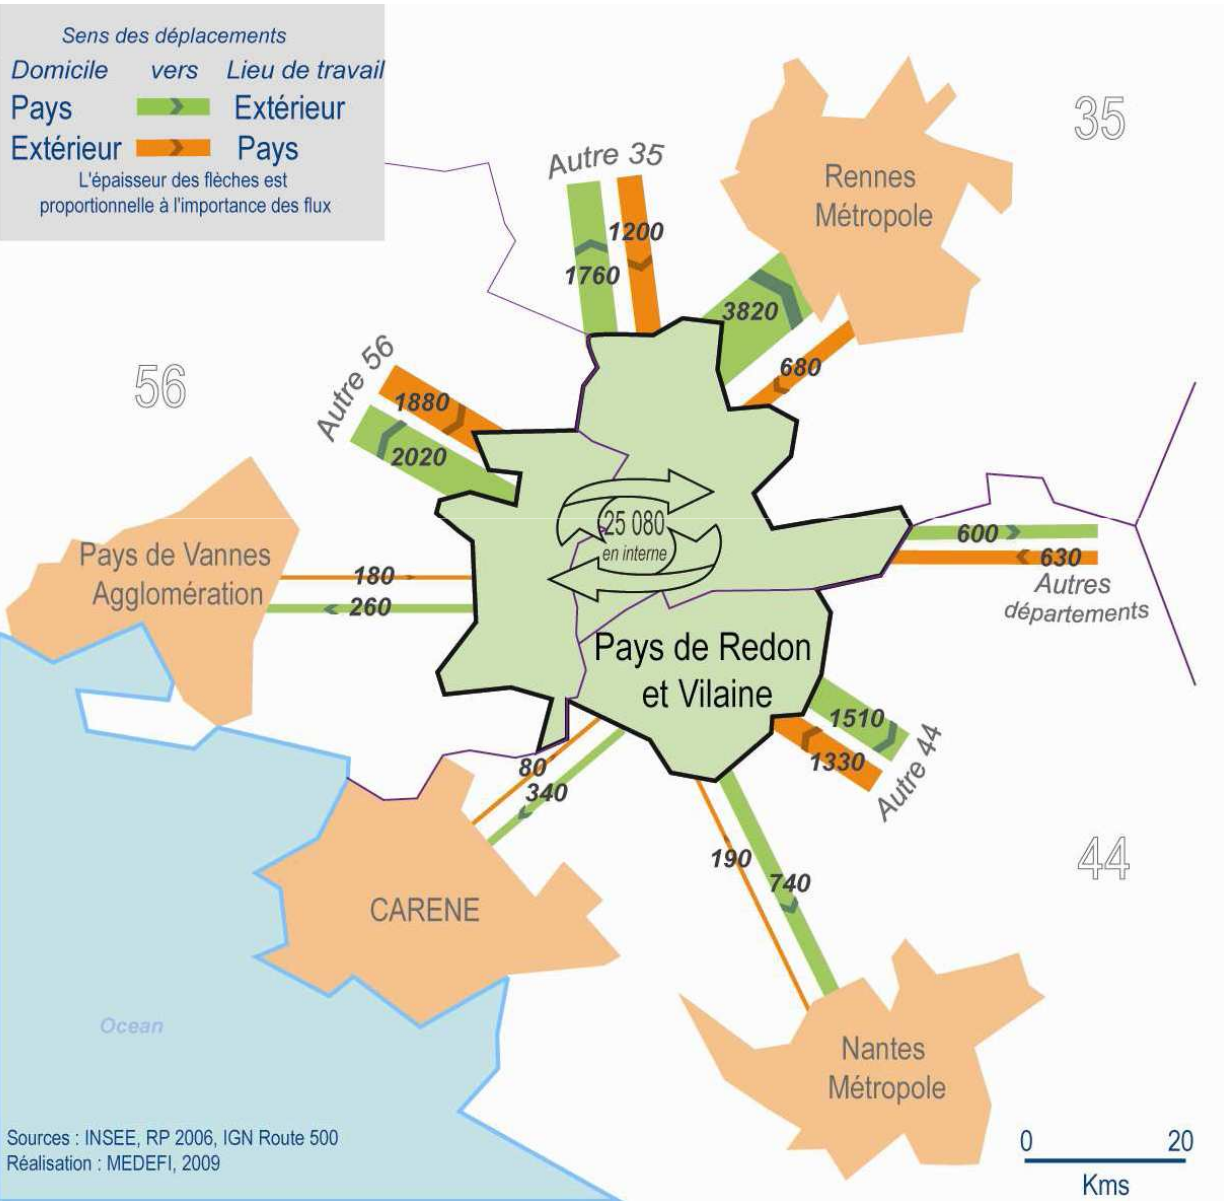 Sens des déplacements
Domicile vers Lieu de travail
Pays Extérieur
Extérieur Pays
L'épaisseur des flèches est
proportionnelle à l'importance des flux
35
Autre 35
Rennes
Métropole
1200
1760
3820
680
56
Autre 56
1880
2020
25 080
en interne
600
630
Autres
départements
Pays de Vannes
Agglomération
180
260
Pays de Redon
et Vilaine
1510
1330
Autre 44
80
340
190
740
44
CARENE
Ocean
Nantes
Métropole
Sources : INSEE, RP 2006, IGN Route 500
Réalisation : MEDEFI, 2009
0 20
Kms